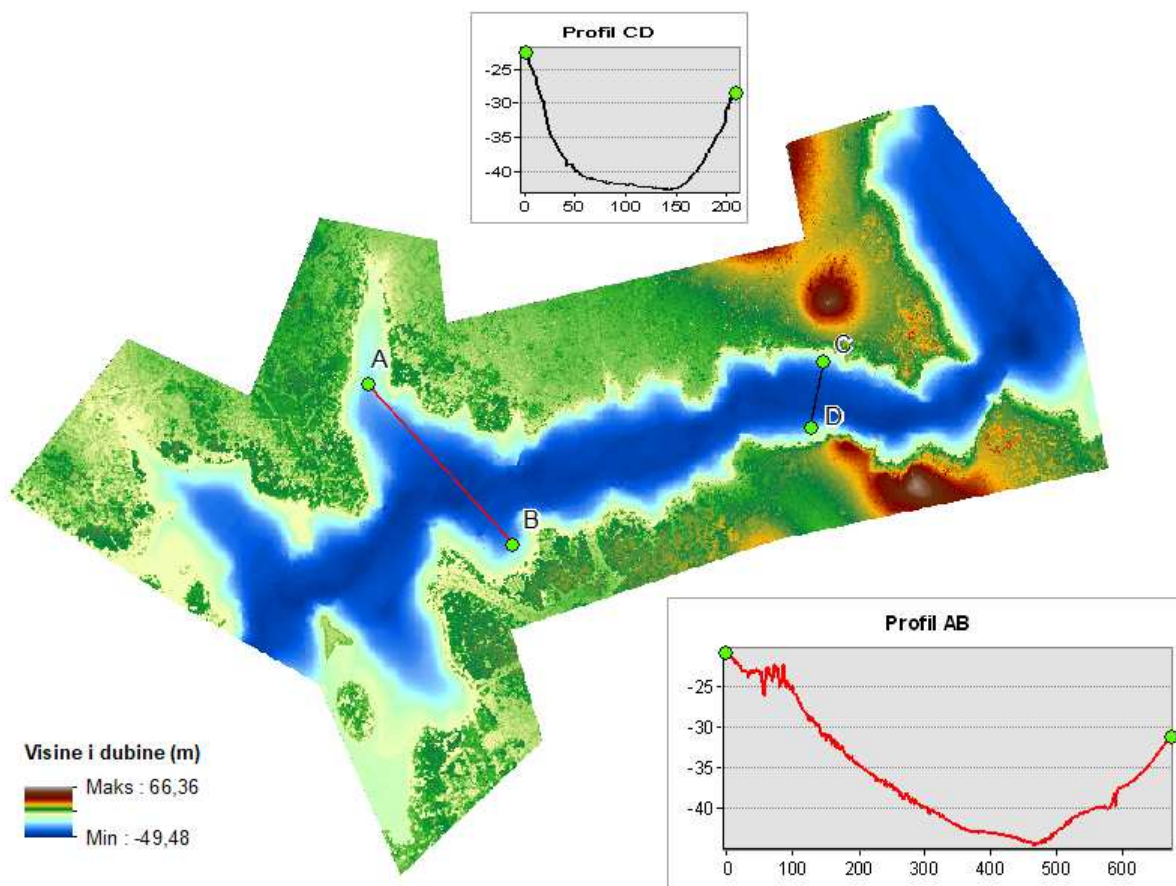 Profil CD
-25
-30
-35
-40
0 50 100 150 200
A
B
C
D
Visine i dubine (m)
Maks : 66,36
Min : -49,48
Profil AB
-25
-30
-35
-40
0 100 200 300 400 500 600